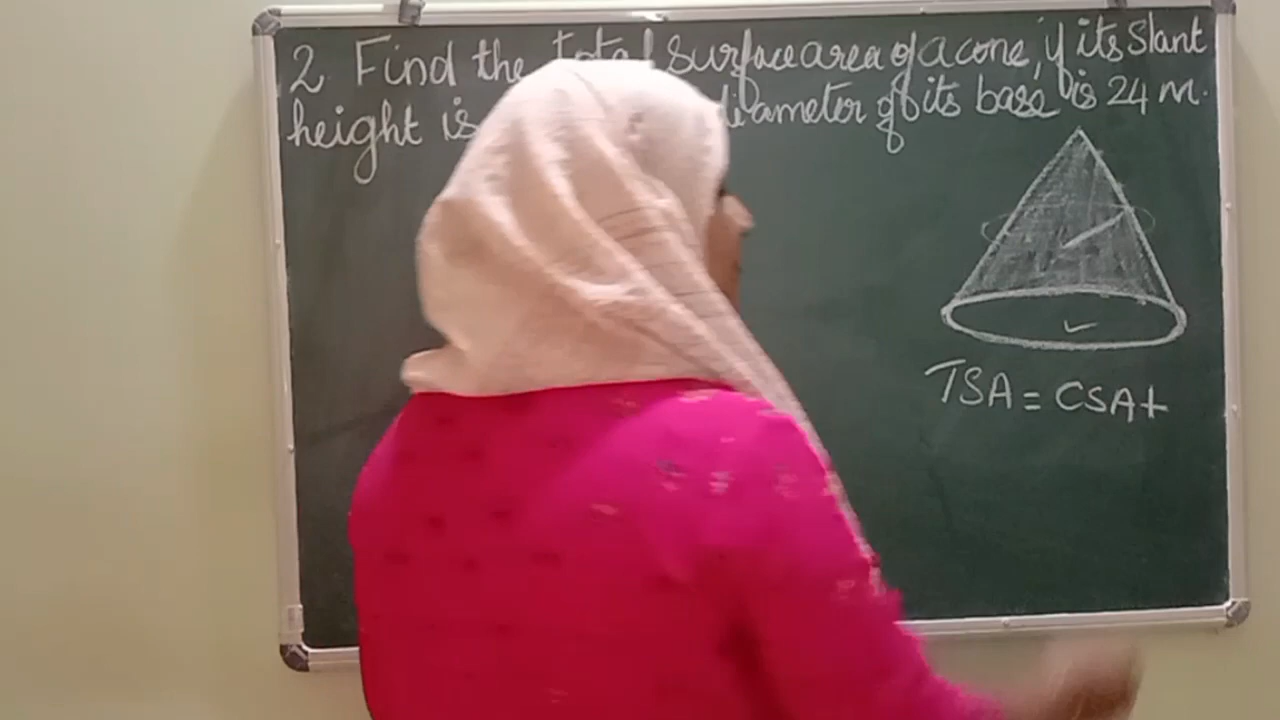 2. Find the total surface area of a cone, if its slant
height is diameter of its base is 24 m.
TSA = CSA+